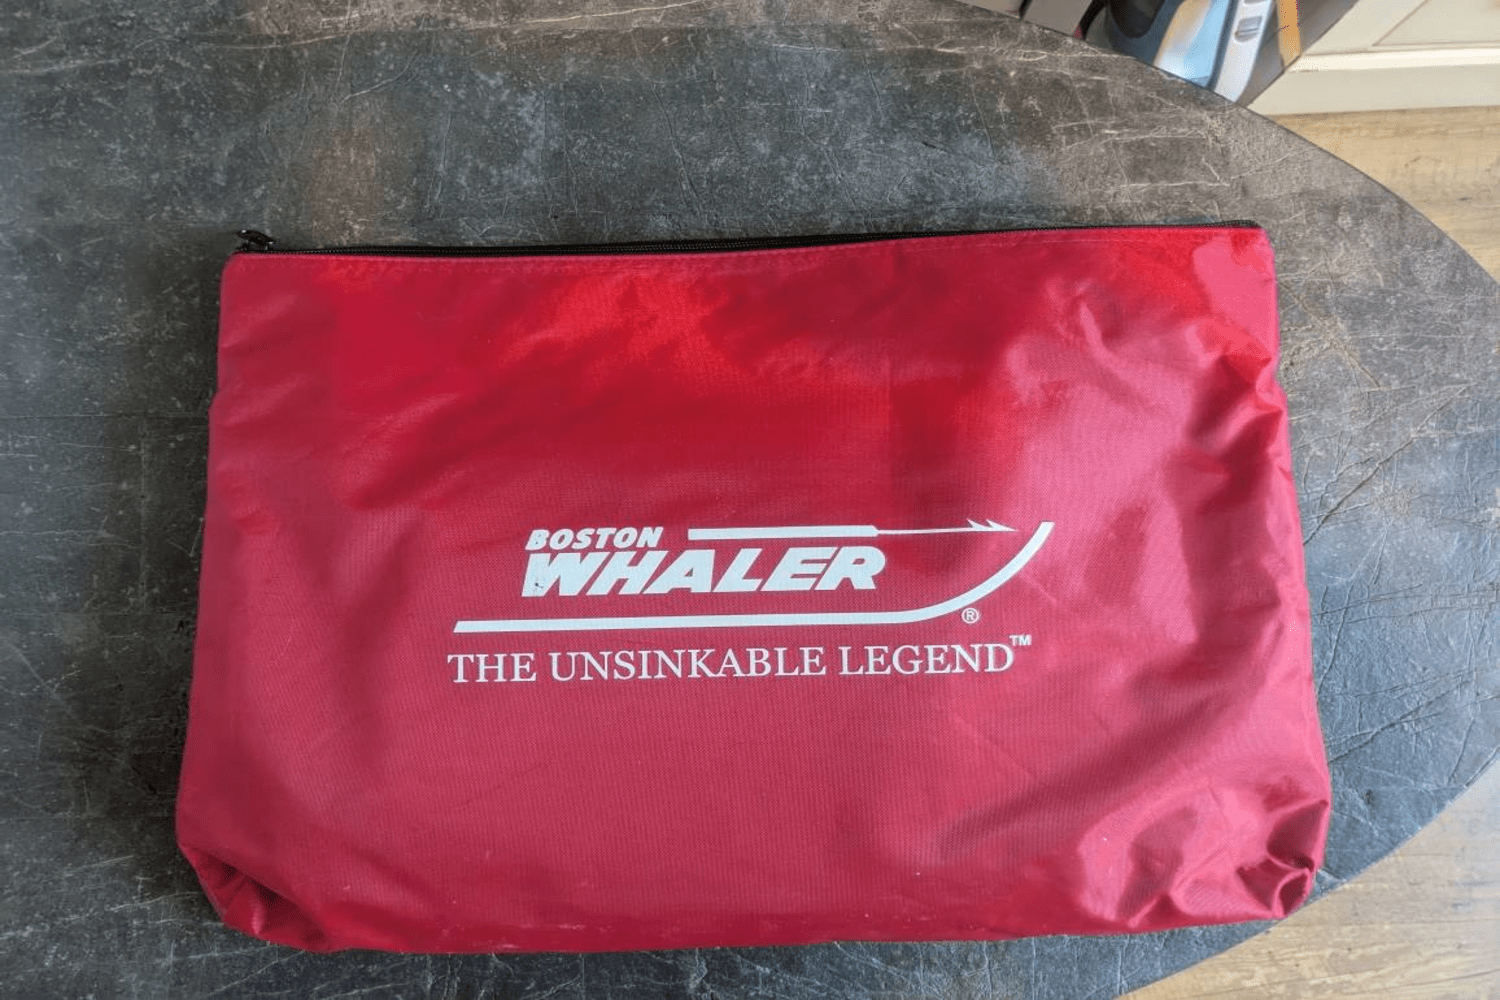 BOSTON
WHALER
®
THE UNSINKABLE LEGEND™